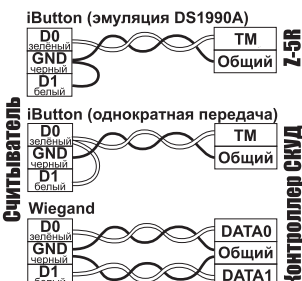 iButton (эмуляция DS1990A)
D0
зелёный
GND
черный
D1
белый
TM
Общий
Z-5R
iButton (однократная передача)
D0
зелёный
GND
черный
D1
белый
TM
Общий
Считыватель
Контроллер СКУД
Wiegand
D0
зелёный
GND
черный
D1
белый
DATA0
Общий
DATA1